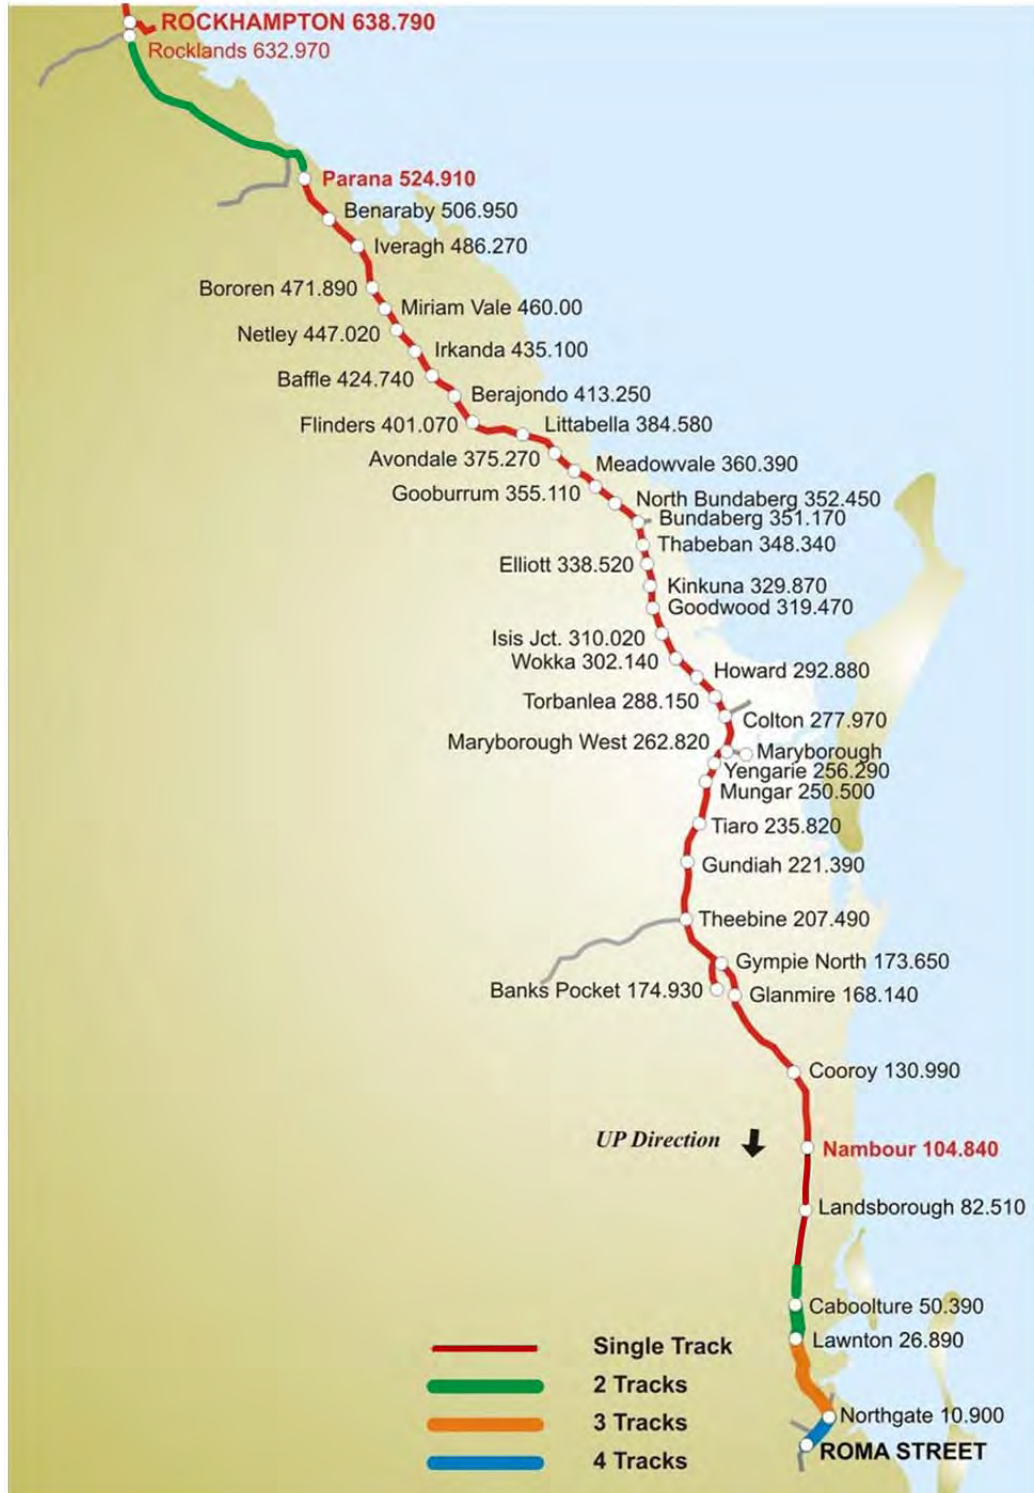 ROCKHAMPTON 638.790
Rocklands 632.970
Parana 524.910
Benaraby 506.950
Iveragh 486.270
Bororen 471.890
Miriam Vale 460.00
Netley 447.020
Irkanda 435.100
Baffle 424.740
Berajondo 413.250
Flinders 401.070
Littabella 384.580
Avondale 375.270
Meadowvale 360.390
Gooburrum 355.110
North Bundaberg 352.450
Bundaberg 351.170
Thabeban 348.340
Elliott 338.520
Kinkuna 329.870
Goodwood 319.470
Isis Jct. 310.020
Wokka 302.140
Howard 292.880
Torbanlea 288.150
Colton 277.970
Maryborough West 262.820
Maryborough
Yengarie 256.290
Mungar 250.500
Tiaro 235.820
Gundiah 221.390
Theebine 207.490
Gympie North 173.650
Banks Pocket 174.930
Glanmire 168.140
Cooroy 130.990
UP Direction
Nambour 104.840
Landsborough 82.510
Caboolture 50.390
Lawnton 26.890
Single Track
2 Tracks
3 Tracks
4 Tracks
Northgate 10.900
ROMA STREET